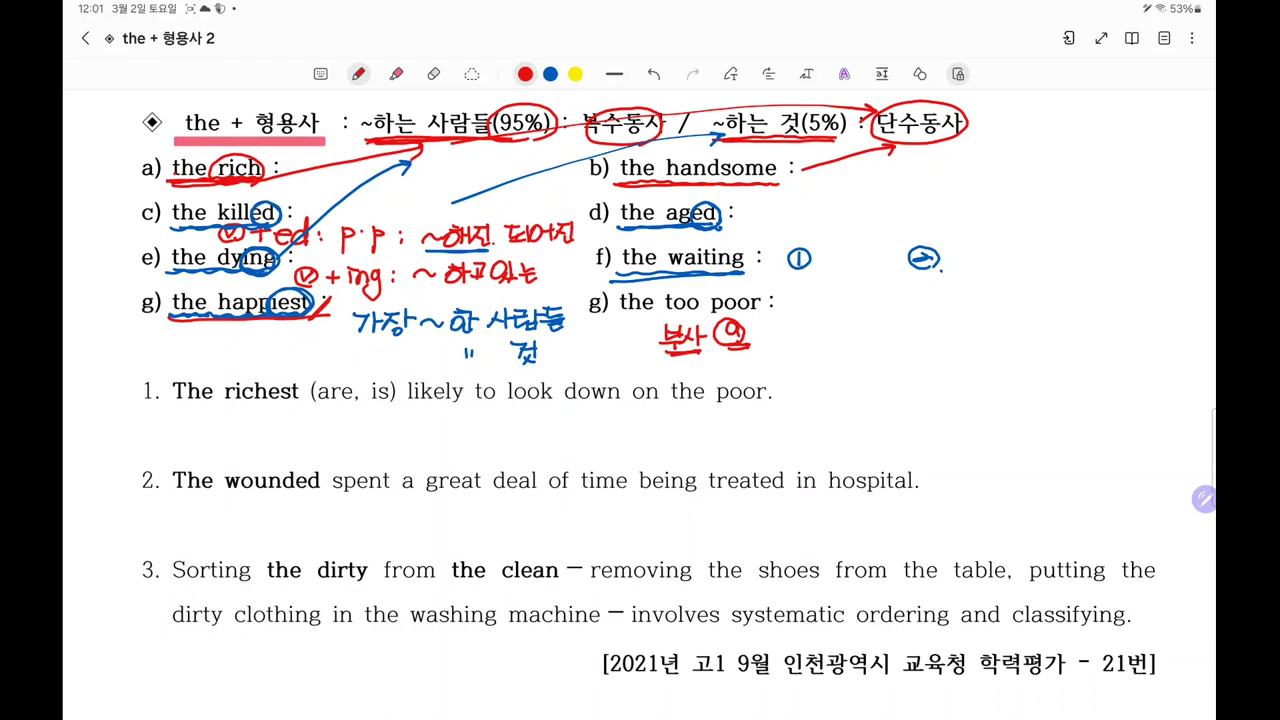 12:01 3월 2일 토요일
53%
the + 형용사 2
◈ the + 형용사 : ~하는 사람들(95%) : 복수동사 / ~하는 것(5%) : 단수동사
a) the rich : b) the handsome :
c) the killed : d) the aged :
ⓥ + ed : p.p : ~해진. 되어진
e) the dying : f) the waiting : ① ②.
ⓥ + ing : ~ 하고 있는
g) the happiest : g) the too poor :
가장 ~ 한 사람들
부사
" 것
1. The richest (are, is) likely to look down on the poor.
2. The wounded spent a great deal of time being treated in hospital.
3. Sorting the dirty from the clean – removing the shoes from the table, putting the
dirty clothing in the washing machine – involves systematic ordering and classifying.
[2021년 고1 9월 인천광역시 교육청 학력평가 - 21번]